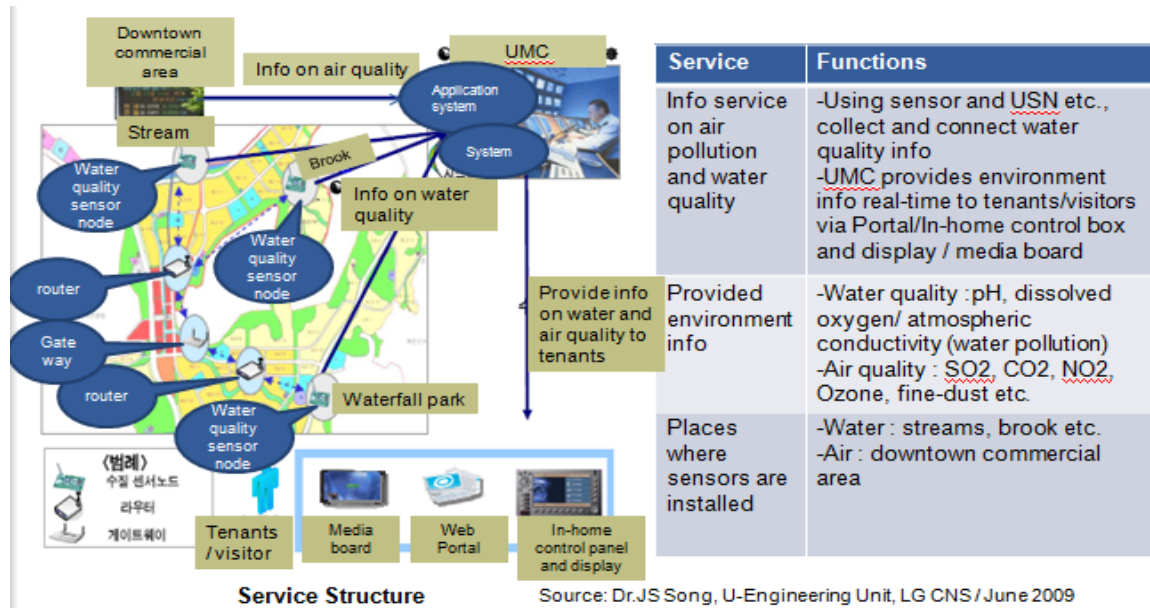 Downtown
commercial
area
UMC
Info on air quality
Application
system
System
Stream
Brook
Water
quality
sensor
node
Info on water
quality
Water
quality
sensor
node
router
Gate
way
router
Water
quality
sensor
node
Waterfall park
Provide info
on water and
air quality to
tenants
〈범례〉
수질 센서노드
라우터
게이트웨이
Tenants
/ visitor
Media
board
Web
Portal
In-home
control panel
and display
Service Structure
Service
Functions
Info service
on air
pollution
and water
quality
-Using sensor and USN etc.,
collect and connect water
quality info
-UMC provides environment
info real-time to tenants/visitors
via Portal/In-home control box
and display / media board
Provided
environment
info
-Water quality :pH, dissolved
oxygen/ atmospheric
conductivity (water pollution)
-Air quality : SO2, CO2, NO2,
Ozone, fine-dust etc.
Places
where
sensors are
installed
-Water : streams, brook etc.
-Air : downtown commercial
area
Source: Dr.JS Song, U-Engineering Unit, LG CNS / June 2009